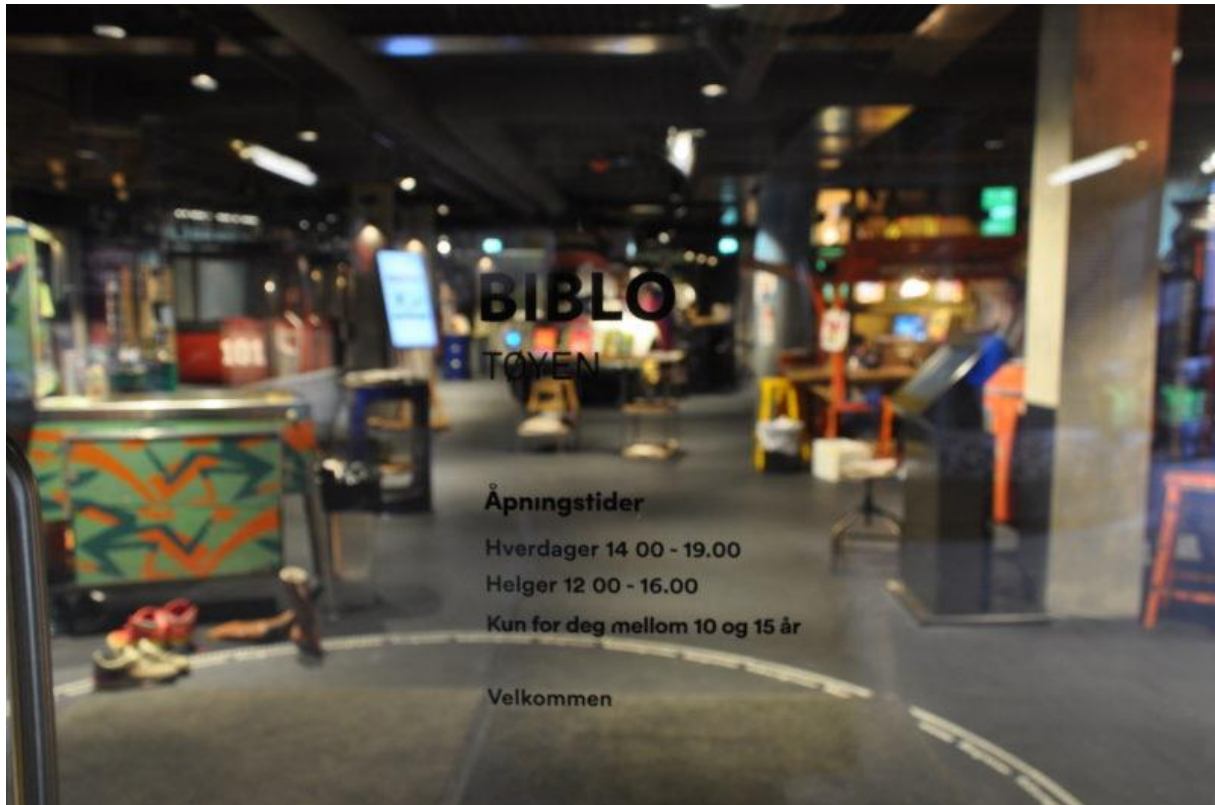 BIBLO
TØYEN
101
Åpningstider
Hverdager 14 00 - 19.00
Helger 12 00 - 16.00
Kun for deg mellom 10 og 15 år
Velkommen